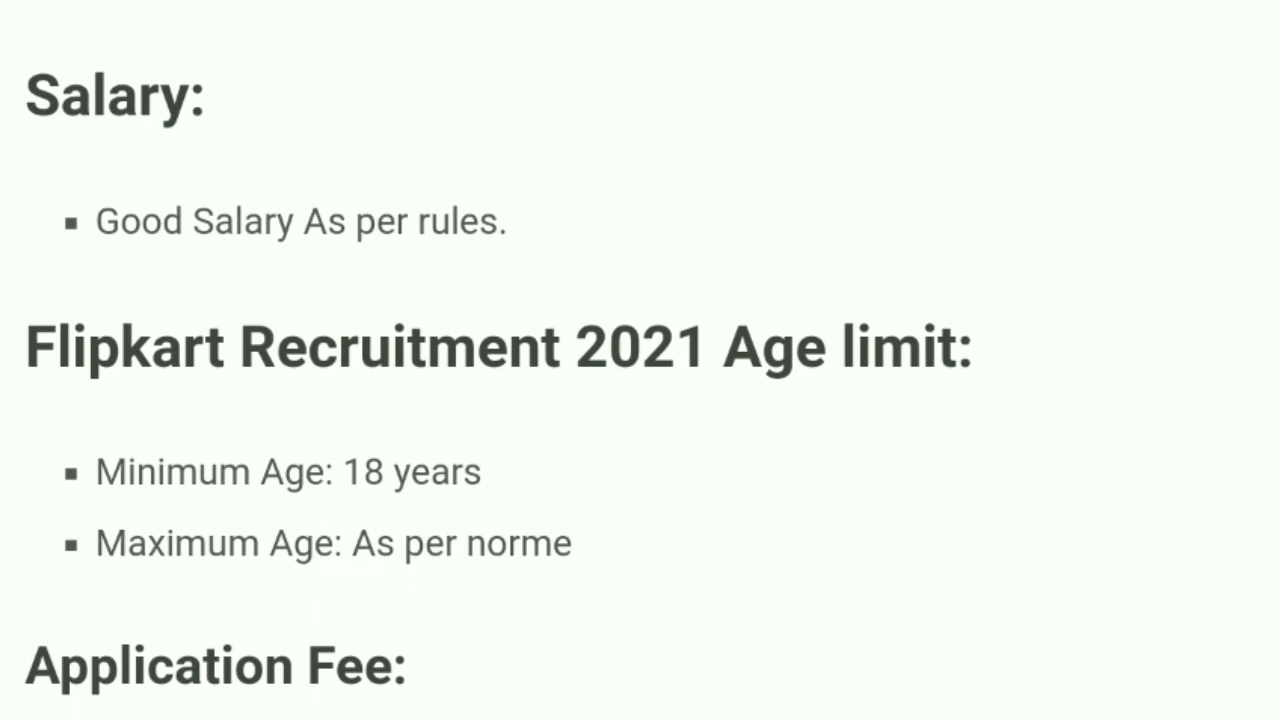 Salary:
▪ Good Salary As per rules.
Flipkart Recruitment 2021 Age limit:
▪ Minimum Age: 18 years
▪ Maximum Age: As per norme
Application Fee: